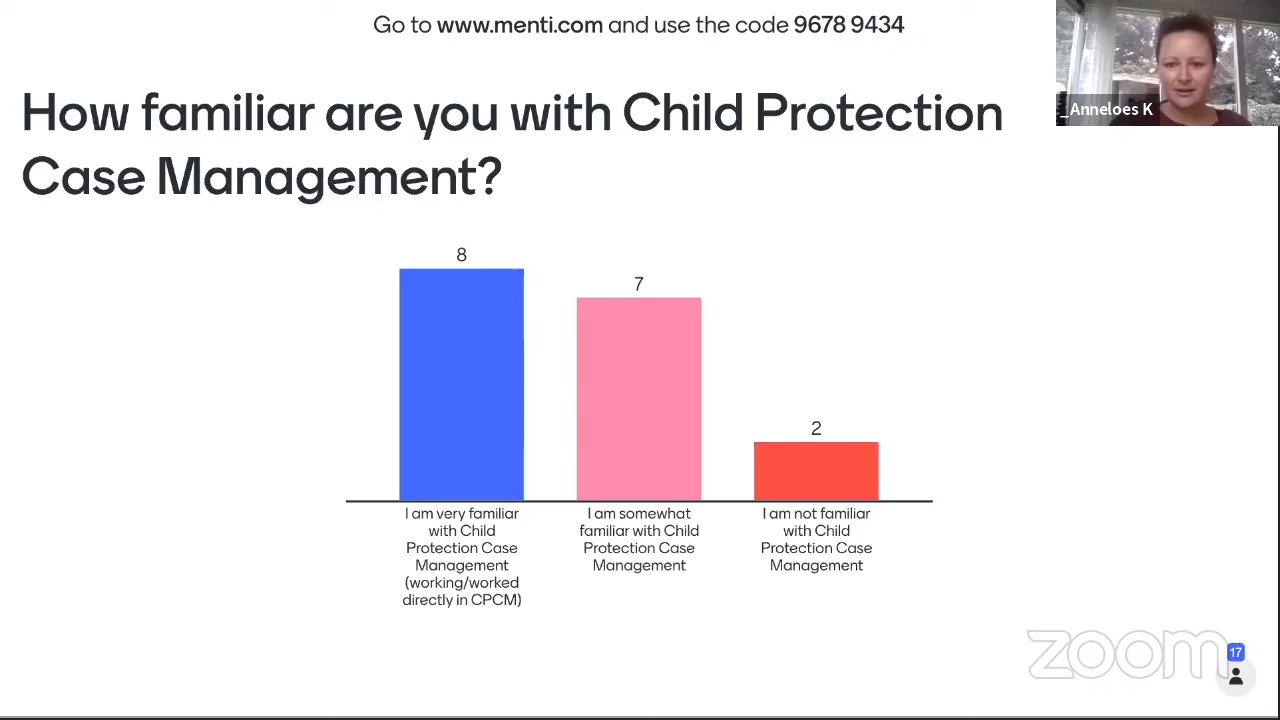 Go to www.menti.com and use the code 9678 9434
_Anneloes K
How familiar are you with Child Protection
Case Management?
8
7
2
I am very familiar
with Child
Protection Case
Management
(working/worked
directly in CPCM)
I am somewhat
familiar with Child
Protection Case
Management
I am not familiar
with Child
Protection Case
Management
zoom
17